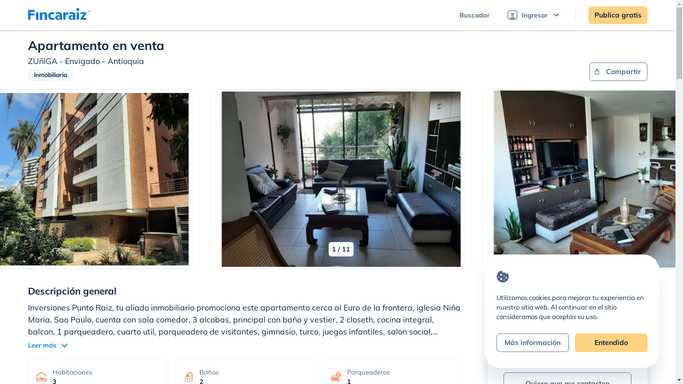 Fincaraiz
Buscador
Ingresar
Publica gratis
Apartamento en venta
ZUñIGA - Envigado - Antioquia
Inmobiliaria
Compartir
1 / 11
Descripción general
Inversiones Punto Raiz, tu aliado inmobiliario promociona este apartamento cerca al Euro de la frontera, iglesia Niña
Maria, Sao Paulo, cuenta con sala comedor, 3 alcobas, principal con baño y vestier, 2 closeth, cocina integral,
balcon, 1 parqueadero, cuarto util, parqueadero de visitantes, gimnasio, turco, juegos infantiles, salon social,...
Leer más
Habitaciones
3
Baños
2
Parqueaderos
1
Utilizamos cookies para mejorar tu experiencia en
nuestro sitio web. Al continuar en el sitio
consideramos que aceptas su uso.
Más información
Entendido
Quiero que me contacten